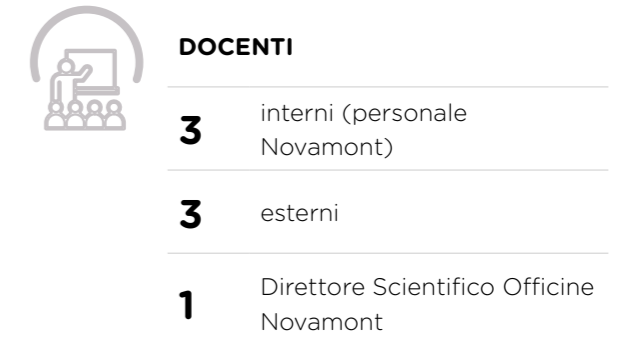 DOCENTI
3
interni (personale
Novamont)
3
esterni
1
Direttore Scientifico Officine
Novamont